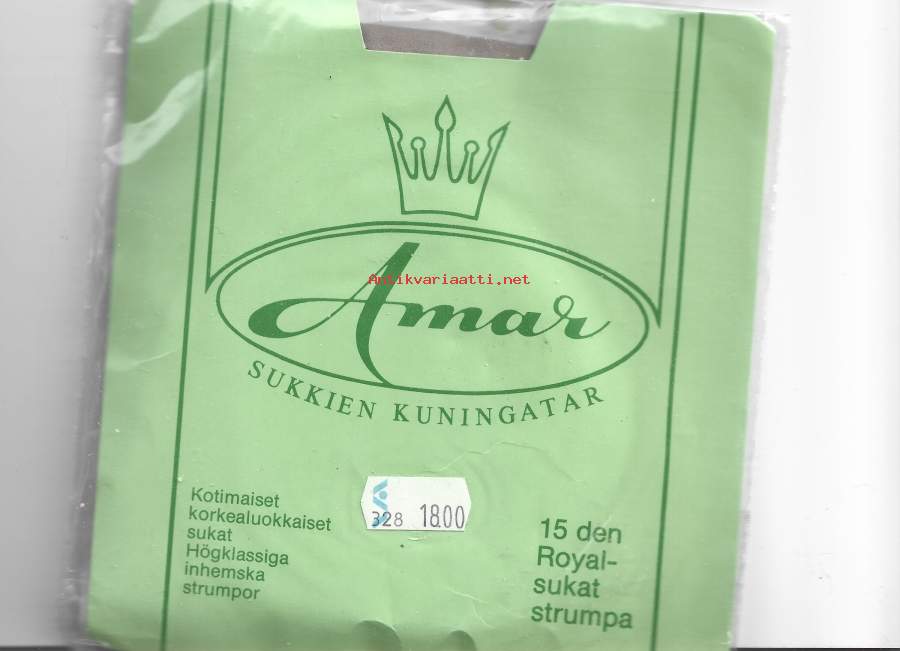 Antikvariaatti.net
Amar
SUKKIEN KUNINGATAR
328 18.00
Kotimaiset
korkealuokkaiset
sukat
Högklassiga
inhemska
strumpor
15 den
Royal-
sukat
strumpa